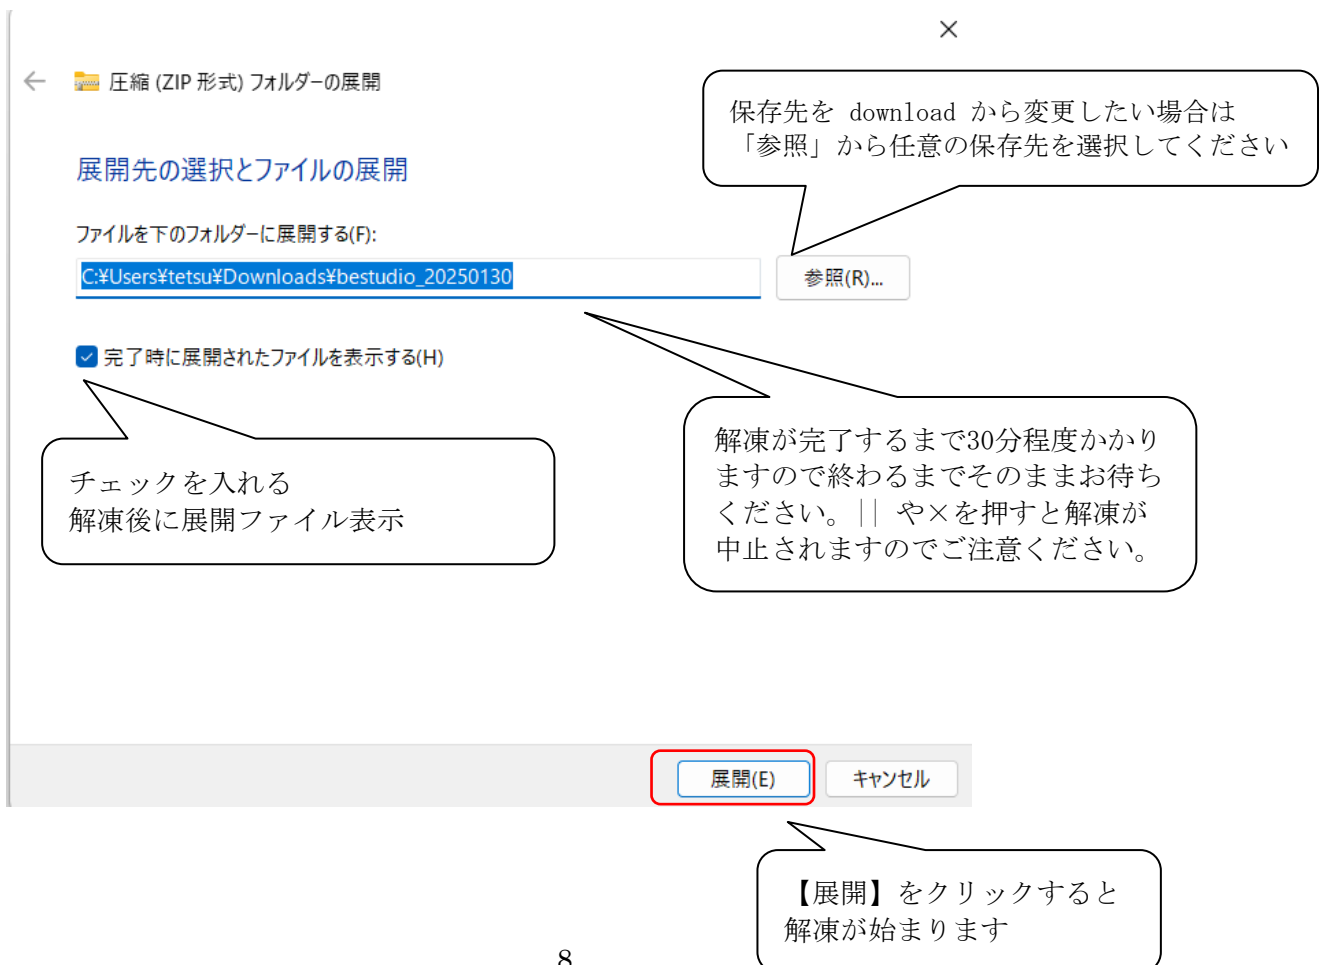 圧縮 (ZIP 形式) フォルダーの展開
保存先を download から変更したい場合は
「参照」から任意の保存先を選択してください
展開先の選択とファイルの展開
ファイルを下のフォルダーに展開する(F):
C:¥Users¥tetsu¥Downloads¥bestudio_20250130
参照(R)...
完了時に展開されたファイルを表示する(H)
解凍が完了するまで30分程度かかり
ますので終わるまでそのままお待ち
ください。|| や×を押すと解凍が
中止されますのでご注意ください。
チェックを入れる
解凍後に展開ファイル表示
展開(E)
キャンセル
【展開】をクリックすると
解凍が始まります
8